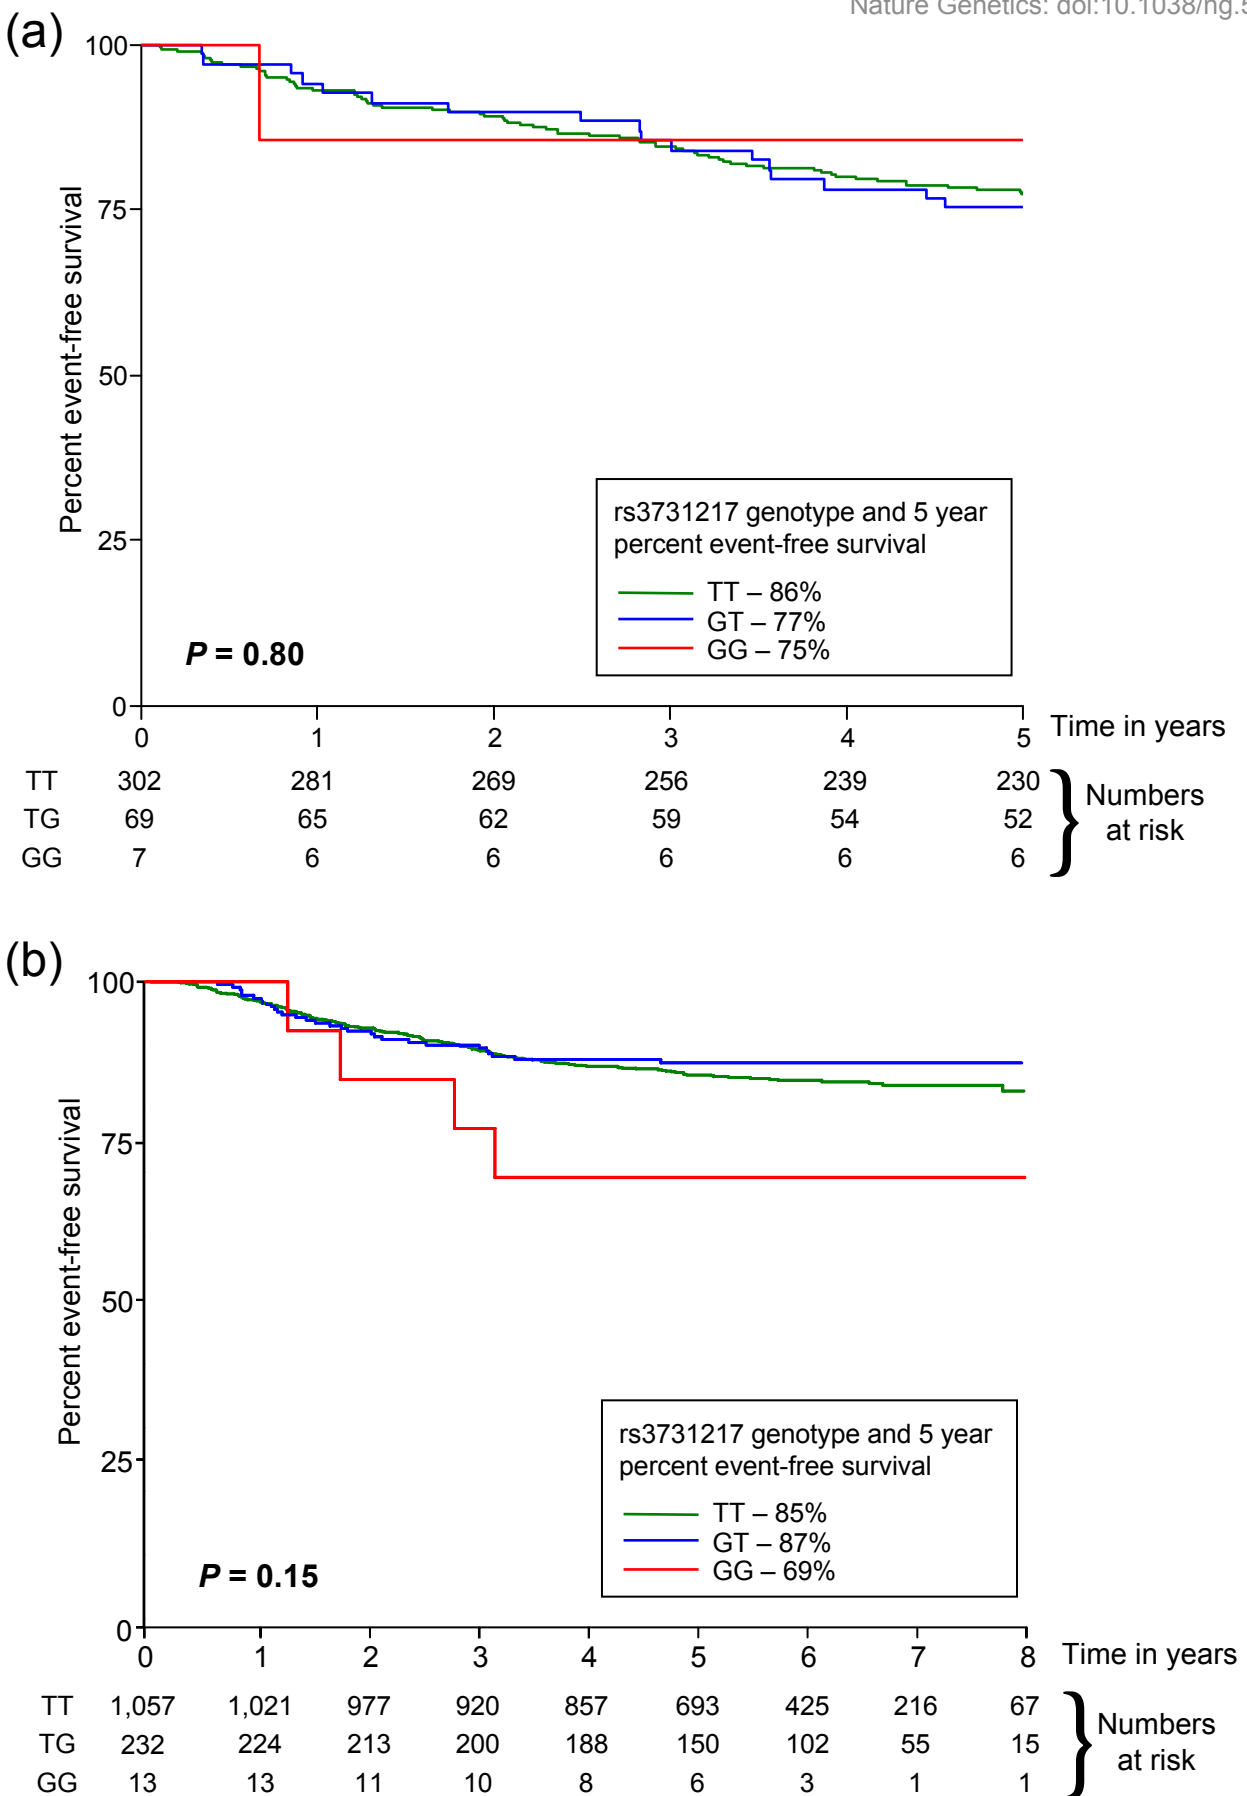 Nature Genetics: doi:10.1038/ng.5
(a)
100
75
50
25
0
Percent event-free survival
rs3731217 genotype and 5 year
percent event-free survival
TT – 86%
GT – 77%
GG – 75%
P = 0.80
0 1 2 3 4 5 Time in years
TT 302 281 269 256 239 230
TG 69 65 62 59 54 52
GG 7 6 6 6 6 6
Numbers
at risk
(b)
100
75
50
25
0
Percent event-free survival
rs3731217 genotype and 5 year
percent event-free survival
TT – 85%
GT – 87%
GG – 69%
P = 0.15
0 1 2 3 4 5 6 7 8 Time in years
TT 1,057 1,021 977 920 857 693 425 216 67
TG 232 224 213 200 188 150 102 55 15
GG 13 13 11 10 8 6 3 1 1
Numbers
at risk